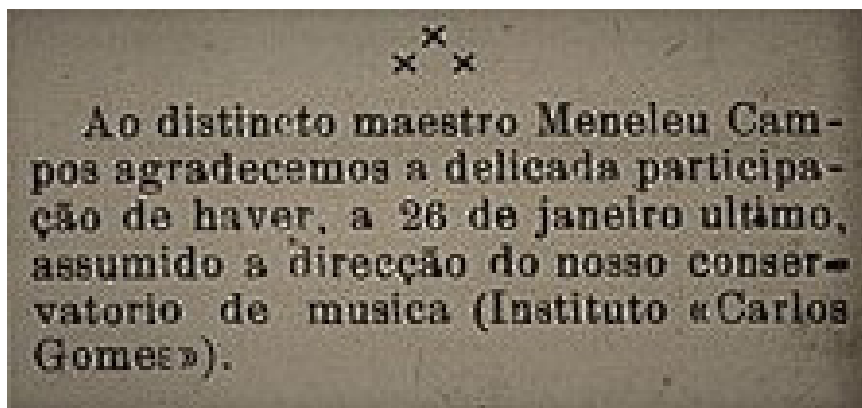 Ao distincto maestro Meneleu Cam-
pos agradecemos a delicada participa-
ção de haver, a 26 de janeiro ultimo,
assumido a direcção do nosso conser-
vatorio de musica (Instituto «Carlos
Gomes»).